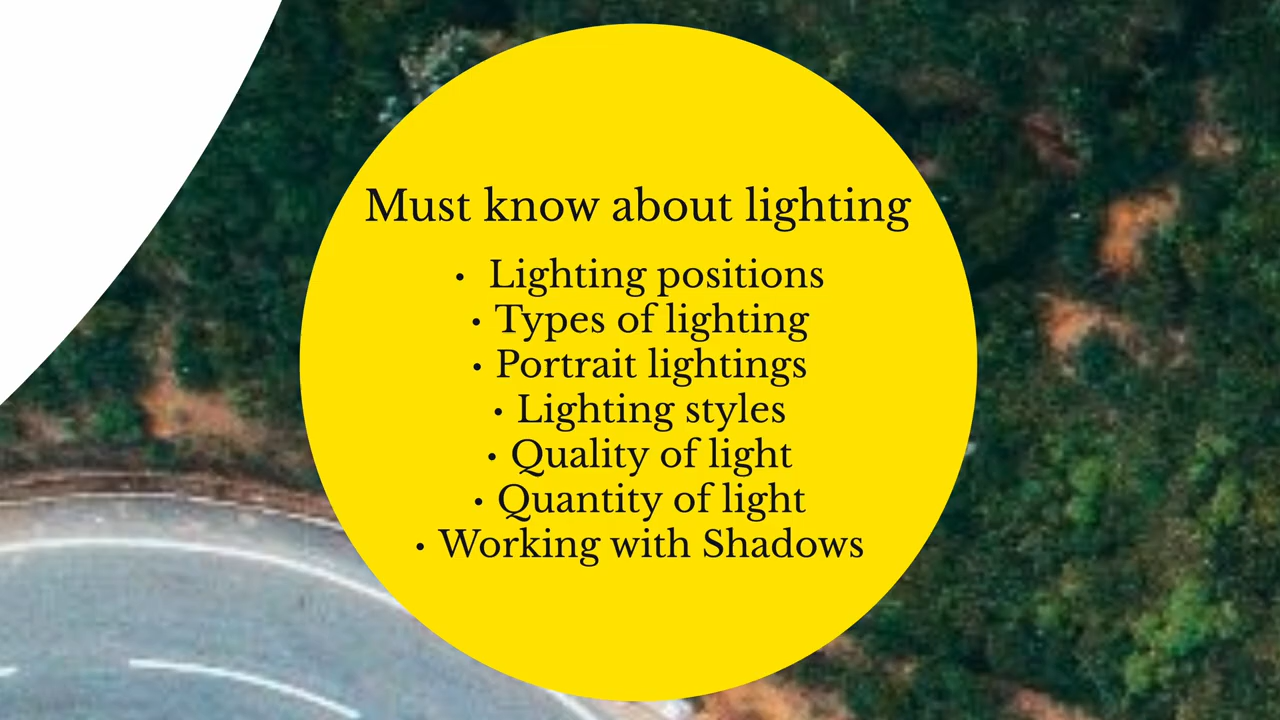 Must know about lighting
• Lighting positions
• Types of lighting
• Portrait lightings
• Lighting styles
• Quality of light
• Quantity of light
• Working with Shadows